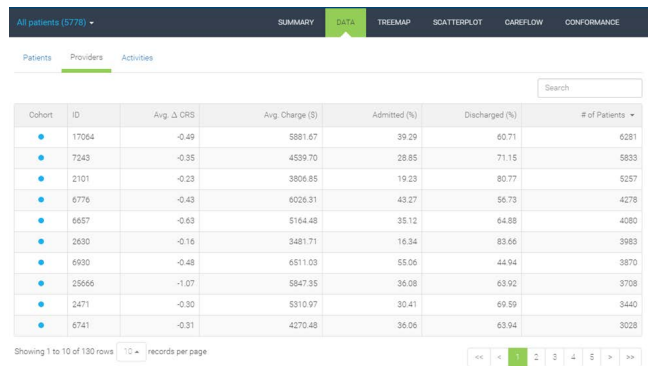 All patients (5778) SUMMARY DATA TREEMAP SCATTERPLOT CAREFLOW CONFORMANCE
Patients Providers Activities
Search
Cohort ID Avg. Δ CRS Avg. Charge ($) Admitted (%) Discharged (%) # of Patients
17064 -0.49 5881.67 39.29 60.71 6281
7243 -0.35 4539.70 28.85 71.15 5833
2101 -0.23 3806.85 19.23 80.77 5257
6776 -0.43 6026.31 43.27 56.73 4278
6657 -0.63 5164.48 35.12 64.88 4080
2630 -0.16 3481.71 16.34 83.66 3983
6930 -0.48 6511.03 55.06 44.94 3870
25666 -1.07 5847.35 36.08 63.92 3708
2471 -0.30 5310.97 30.41 69.59 3440
6741 -0.31 4270.48 36.06 63.94 3028
Showing 1 to 10 of 130 rows 10 records per page << < 1 2 3 4 5 > >>